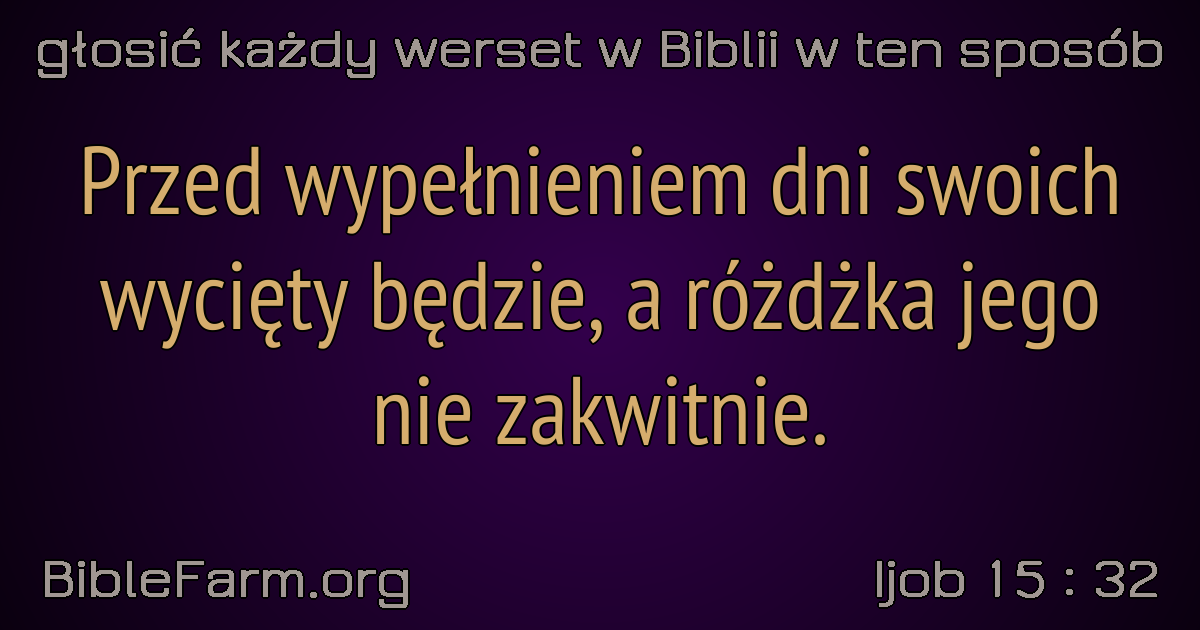 głosić każdy werset w Biblii w ten sposób
Przed wypełnieniem dni swoich
wycięty będzie, a różdżka jego
nie zakwitnie.
BibleFarm.org
Ijob 15 : 32